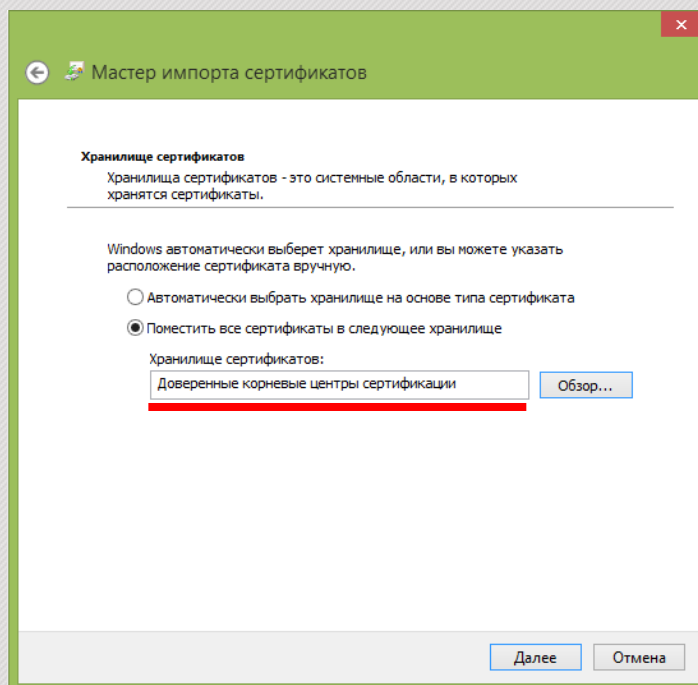 Мастер импорта сертификатов
Хранилище сертификатов
Хранилища сертификатов - это системные области, в которых
хранятся сертификаты.
Windows автоматически выберет хранилище, или вы можете указать
расположение сертификата вручную.
Автоматически выбрать хранилище на основе типа сертификата
Поместить все сертификаты в следующее хранилище
Хранилище сертификатов:
Доверенные корневые центры сертификации
Обзор...
Далее
Отмена